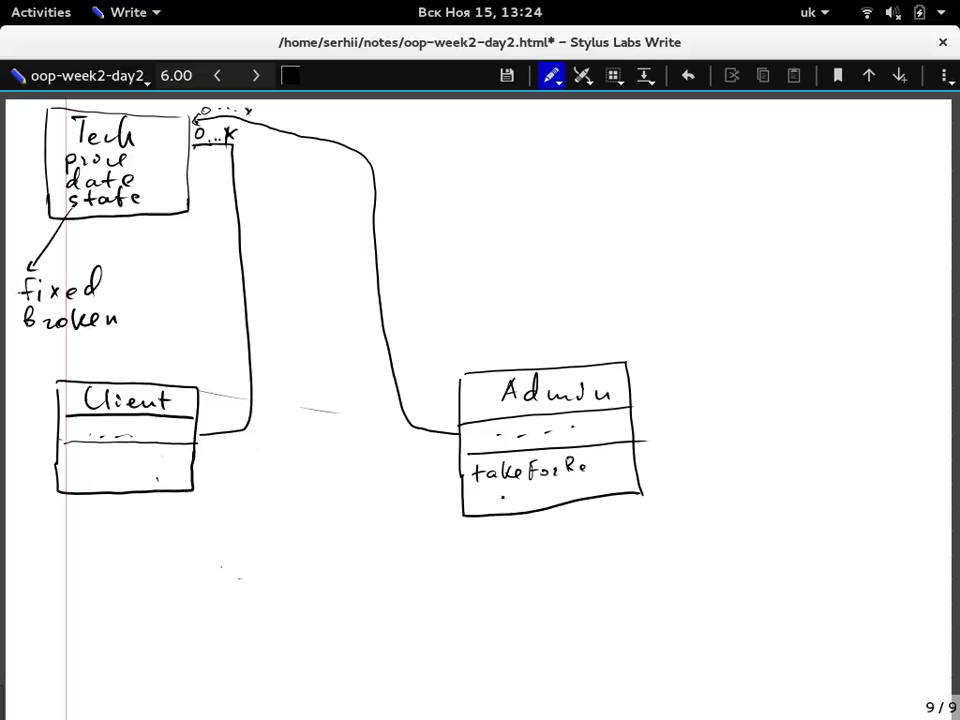 Activities Write Вск Ноя 15, 13:24 uk
/home/serhii/notes/oop-week2-day2.html* - Stylus Labs Write
oop-week2-day2 6.00
0...*
0...*
Tech
price
date
state
fixed
broken
Client
Admin
takeForRe
9 / 9